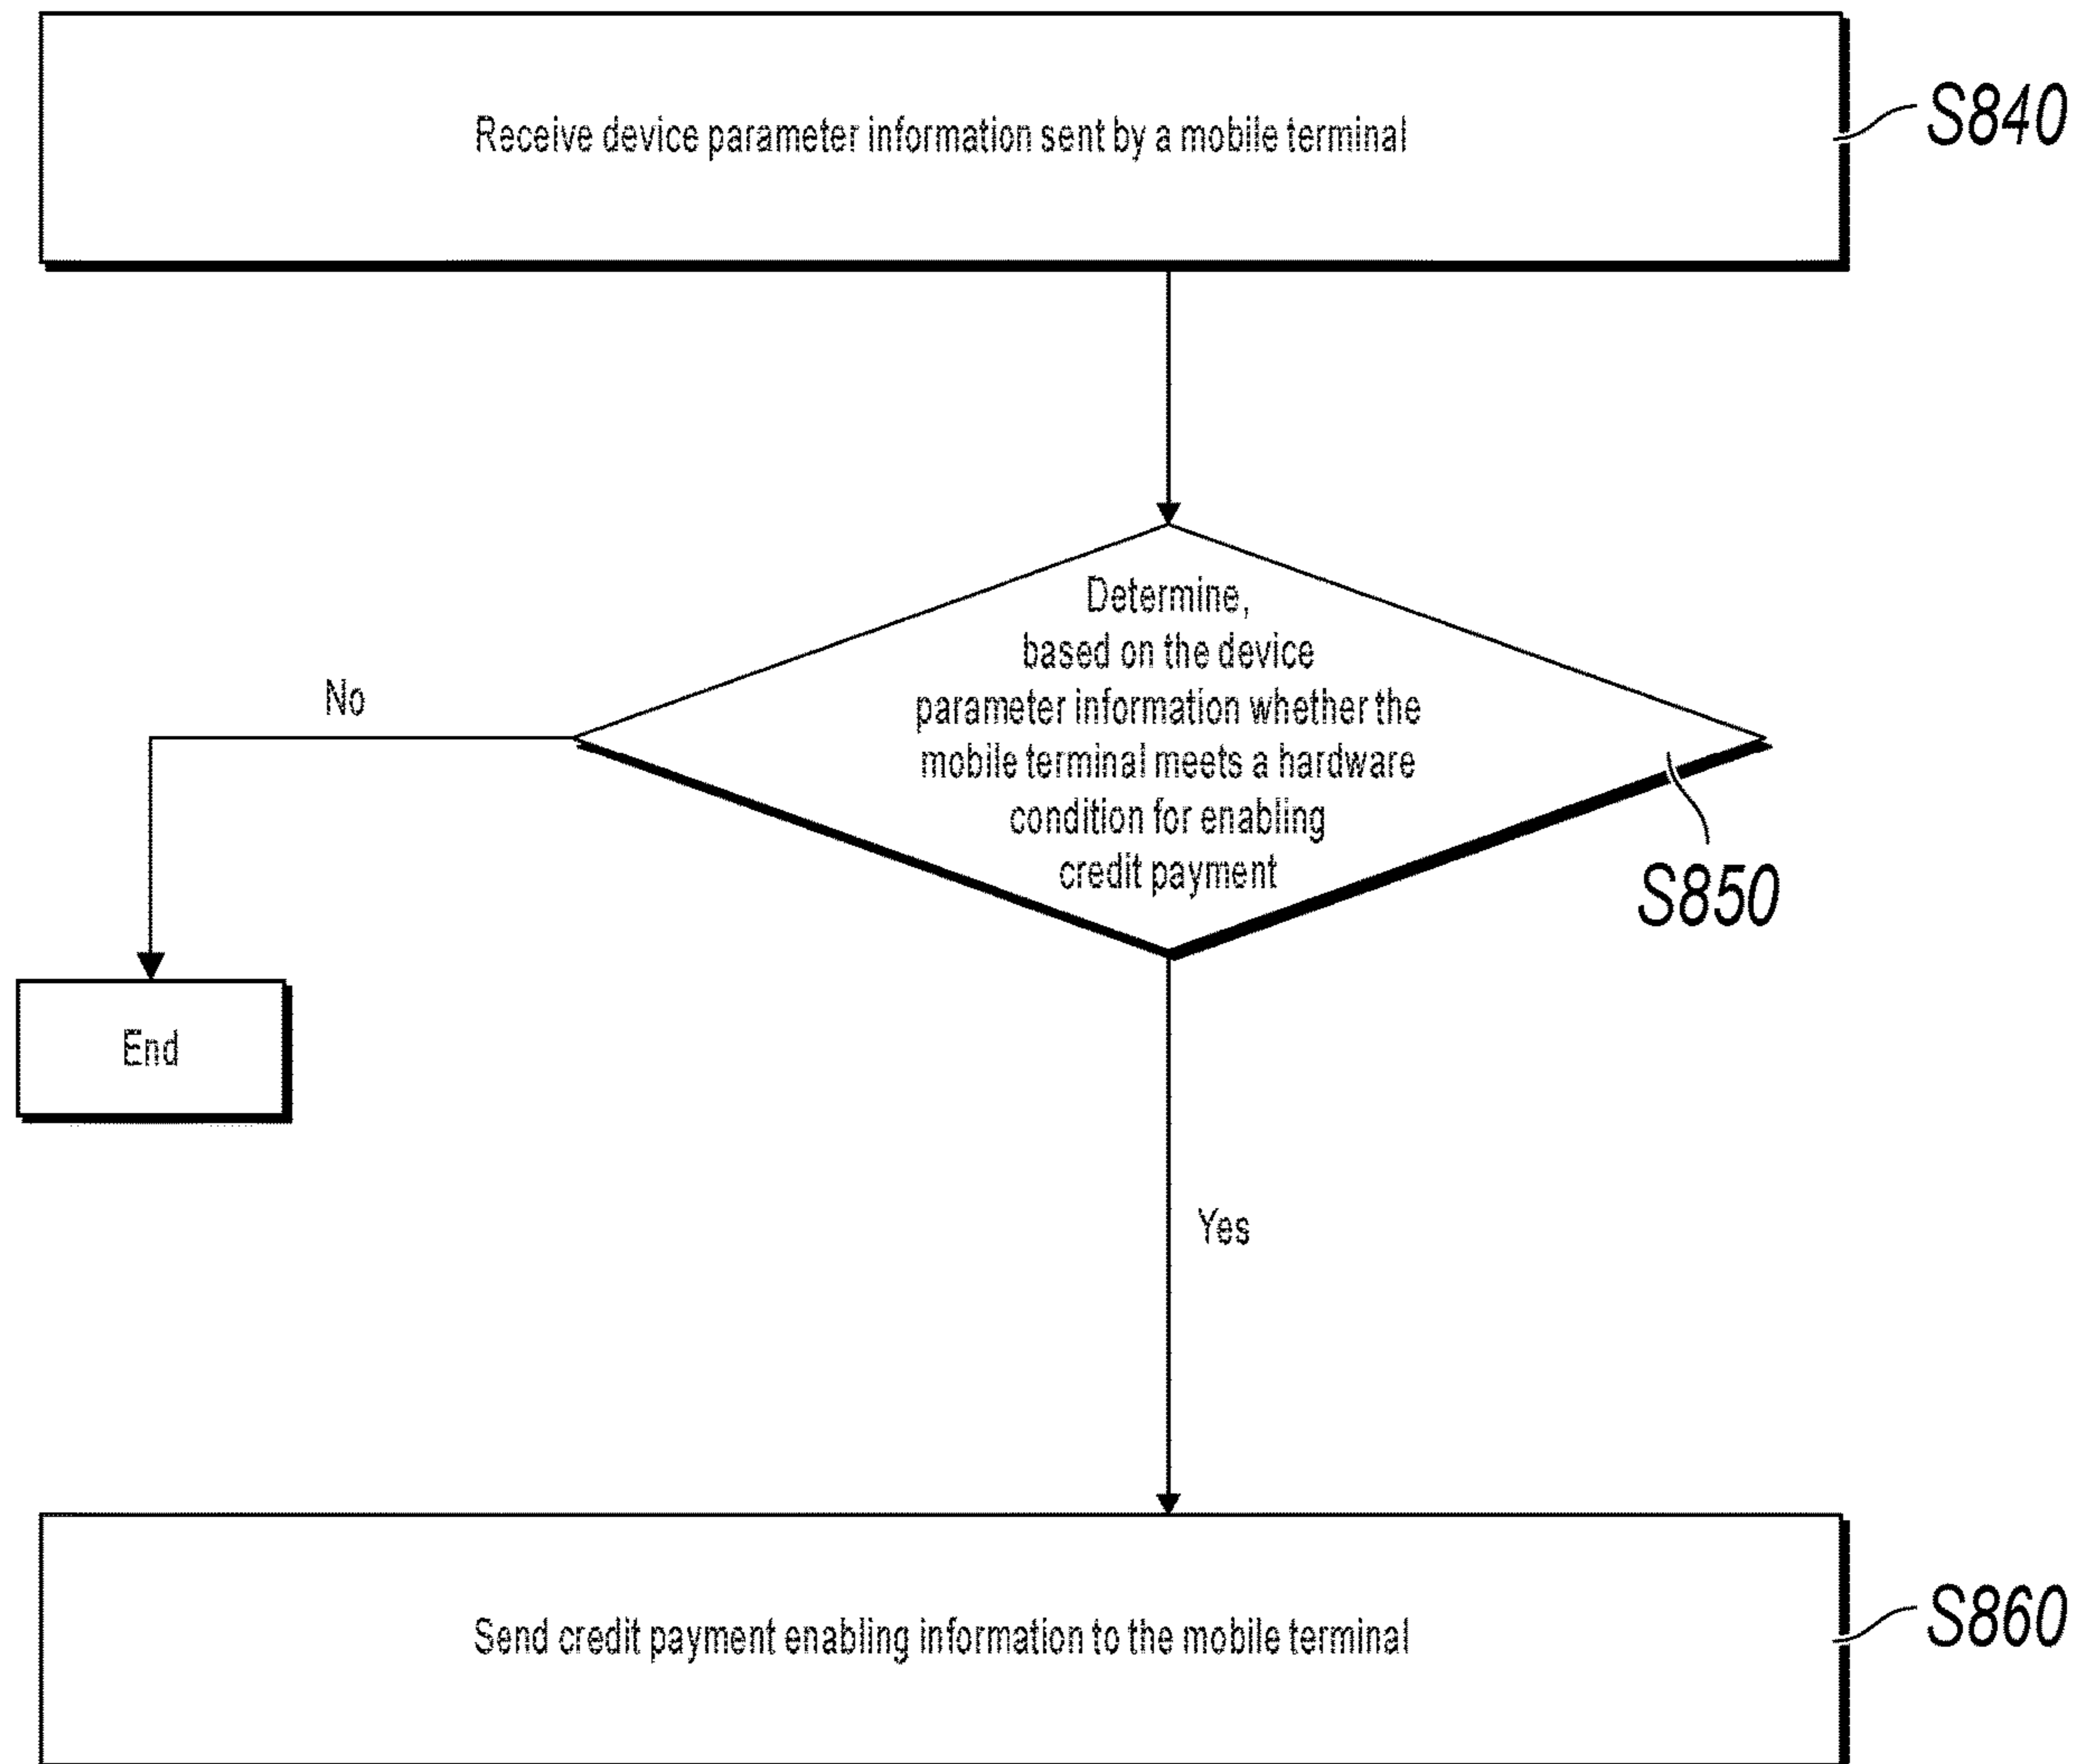 Receive device parameter information sent by a mobile terminal
S840
Determine,
based on the device
parameter information whether the
mobile terminal meets a hardware
condition for enabling
credit payment
S850
No
End
Yes
Send credit payment enabling information to the mobile terminal
S860